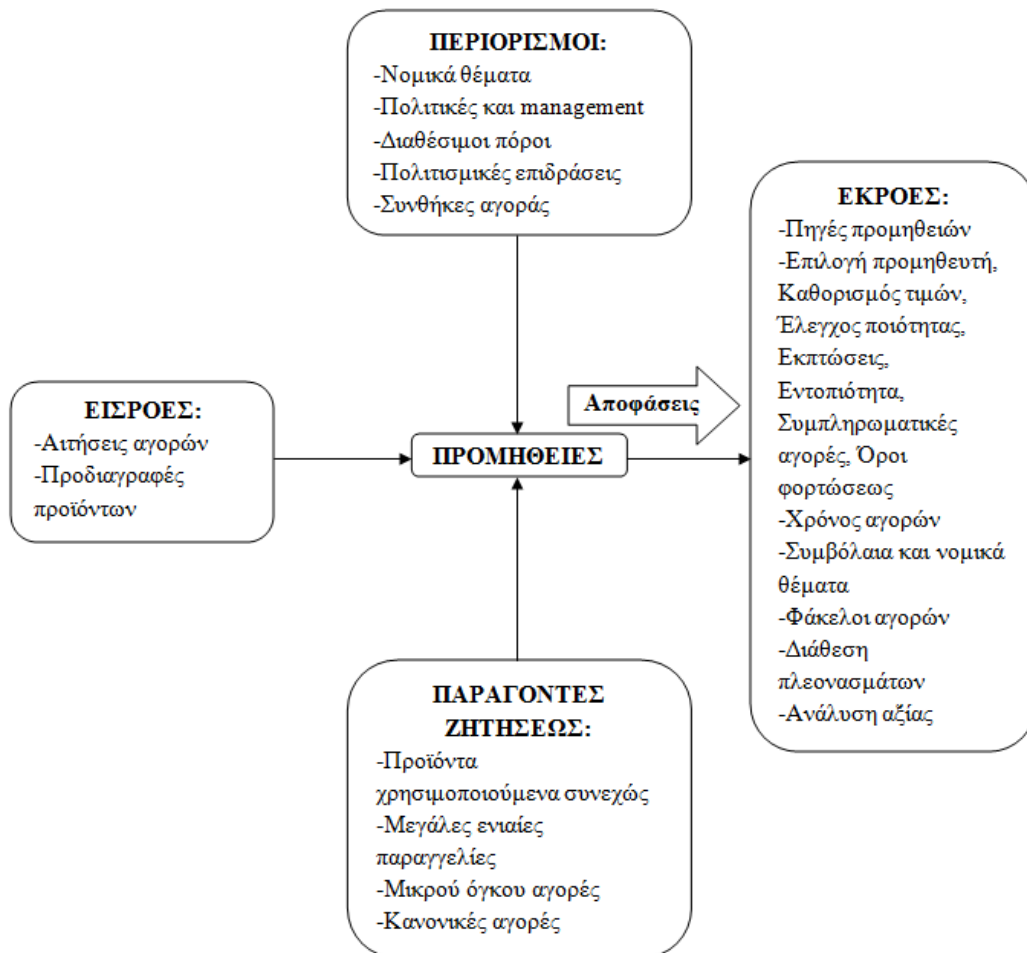 ΠΕΡΙΟΡΙΣΜΟΙ:
-Νομικά θέματα
-Πολιτικές και management
-Διαθέσιμοι πόροι
-Πολιτισμικές επιδράσεις
-Συνθήκες αγοράς
ΕΙΣΡΟΕΣ:
-Αιτήσεις αγορών
-Προδιαγραφές
προϊόντων
ΠΡΟΜΗΘΕΙΕΣ
Αποφάσεις
ΕΚΡΟΕΣ:
-Πηγές προμηθειών
-Επιλογή προμηθευτή,
Καθορισμός τιμών,
Έλεγχος ποιότητας,
Εκπτώσεις,
Εντοπιότητα,
Συμπληρωματικές
αγορές, Όροι
φορτώσεως
-Χρόνος αγορών
-Συμβόλαια και νομικά
θέματα
-Φάκελοι αγορών
-Διάθεση
πλεονασμάτων
-Ανάλυση αξίας
ΠΑΡΑΓΟΝΤΕΣ
ΖΗΤΗΣΕΩΣ:
-Προϊόντα
χρησιμοποιούμενα συνεχώς
-Μεγάλες ενιαίες
παραγγελίες
-Μικρού όγκου αγορές
-Κανονικές αγορές